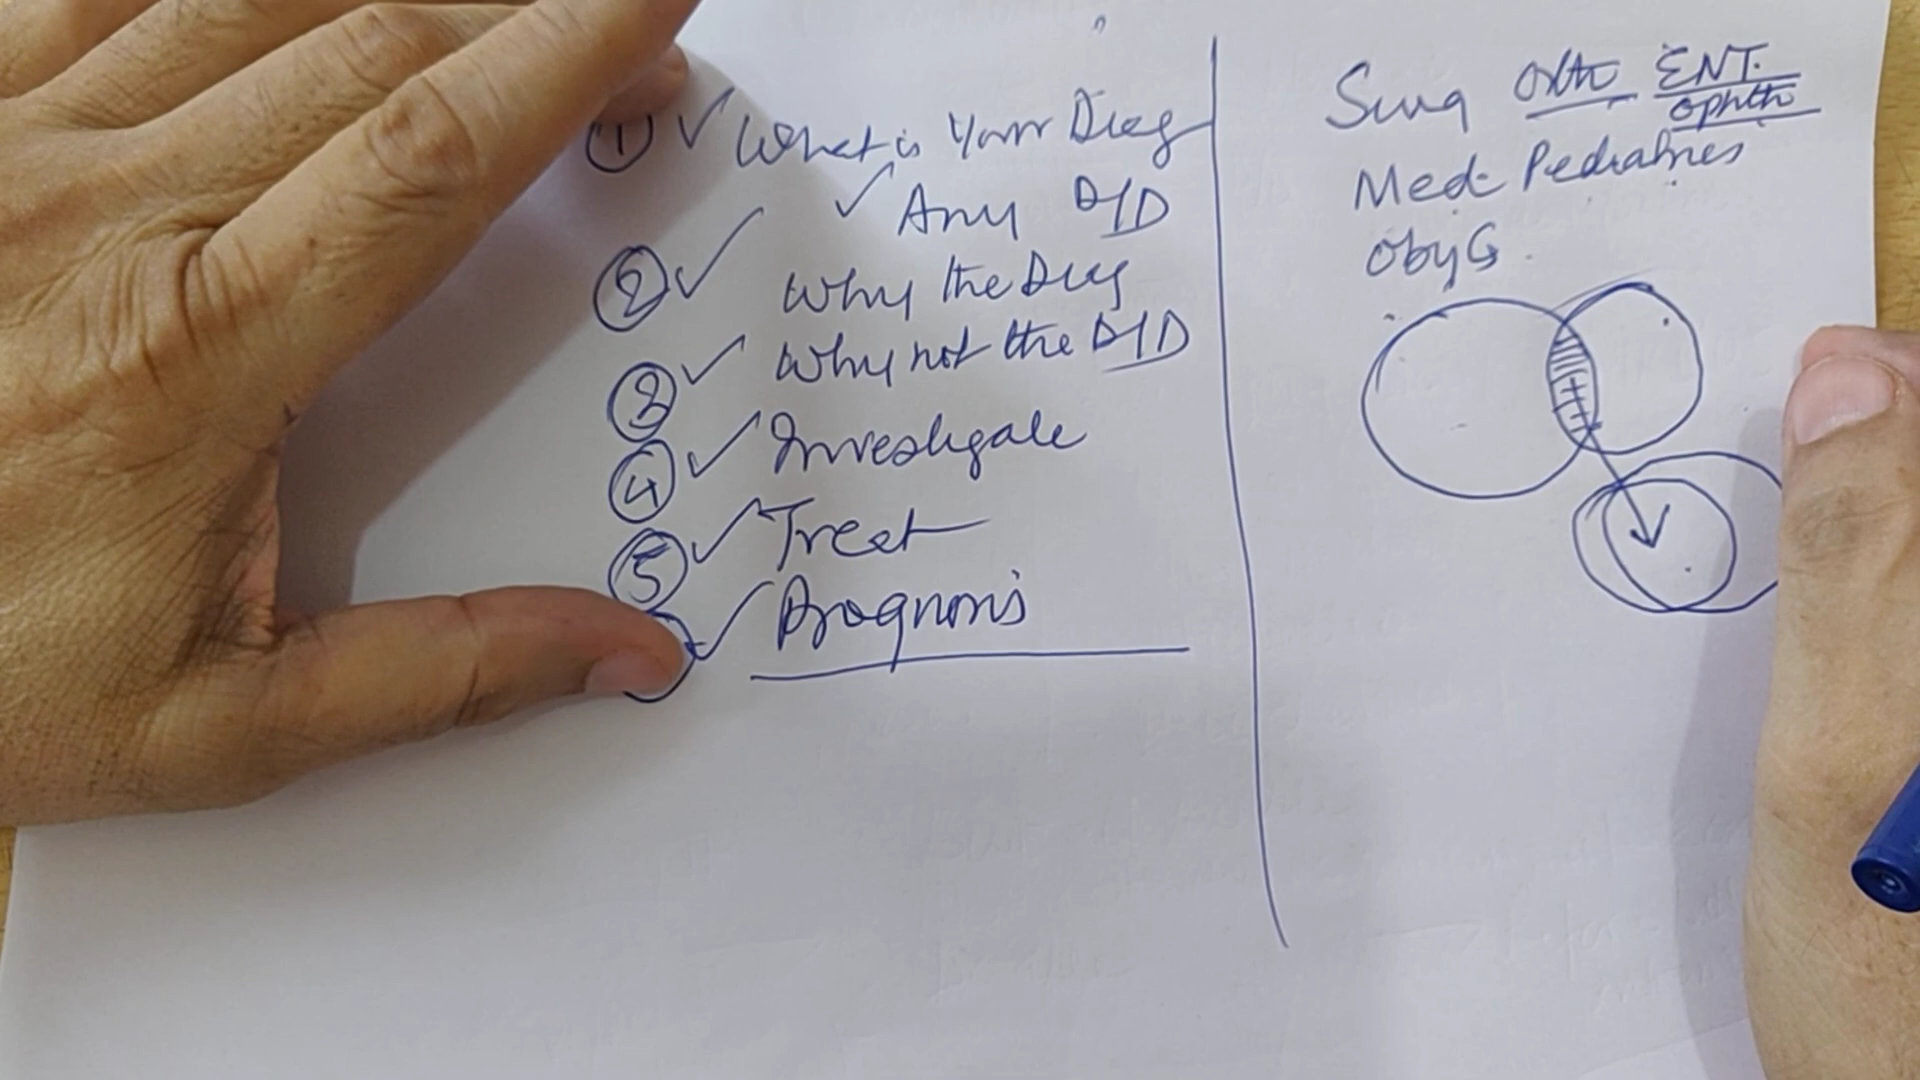 ① ✓ What is Your Diag
✓ Any D/D
② ✓ Why the Diag
③ ✓ Why not the D/D
④ ✓ Investigate
⑤ ✓ Treat
✓ Prognosis
Surg Orth ENT.
Ophth
Med Pediatrics
ObyG